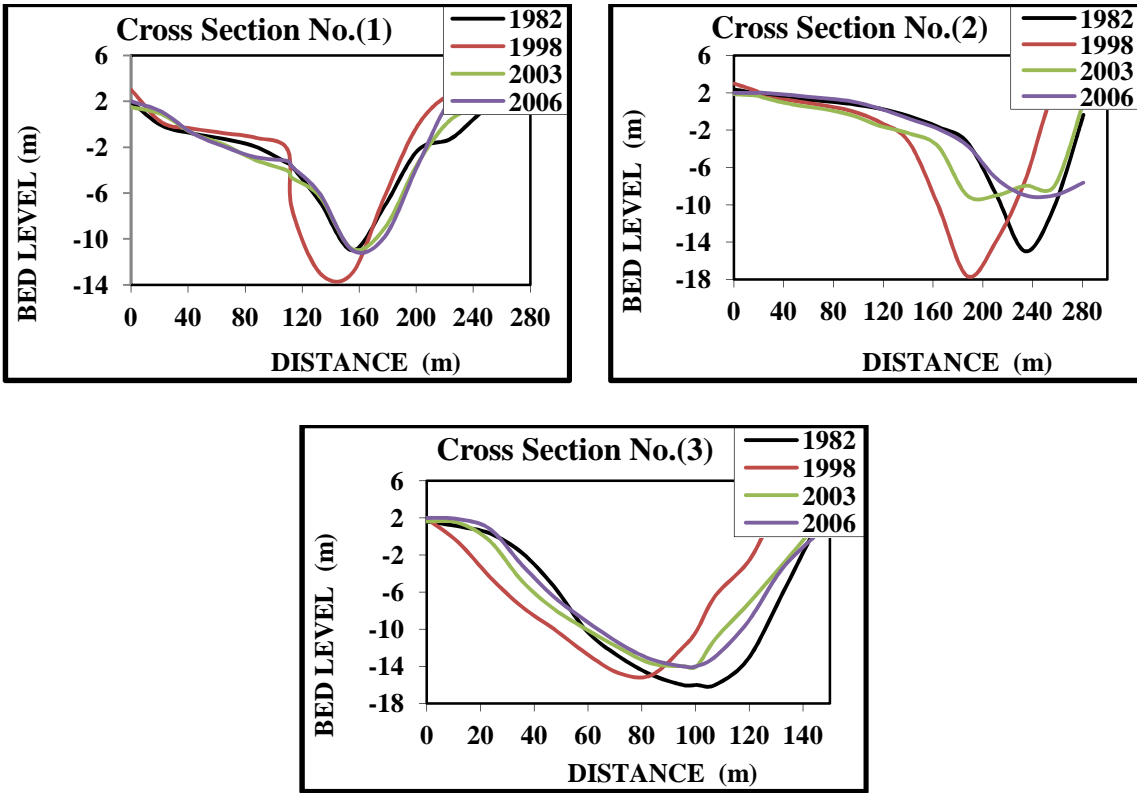 Cross Section No.(1)
1982
1998
2003
2006
6
2
-2
-6
-10
-14
0 40 80 120 160 200 240 280
BED LEVEL (m)
DISTANCE (m)
Cross Section No.(2)
1982
1998
2003
2006
6
2
-2
-6
-10
-14
-18
0 40 80 120 160 200 240 280
BED LEVEL (m)
DISTANCE (m)
Cross Section No.(3)
1982
1998
2003
2006
6
2
-2
-6
-10
-14
-18
0 20 40 60 80 100 120 140
BED LEVEL (m)
DISTANCE (m)